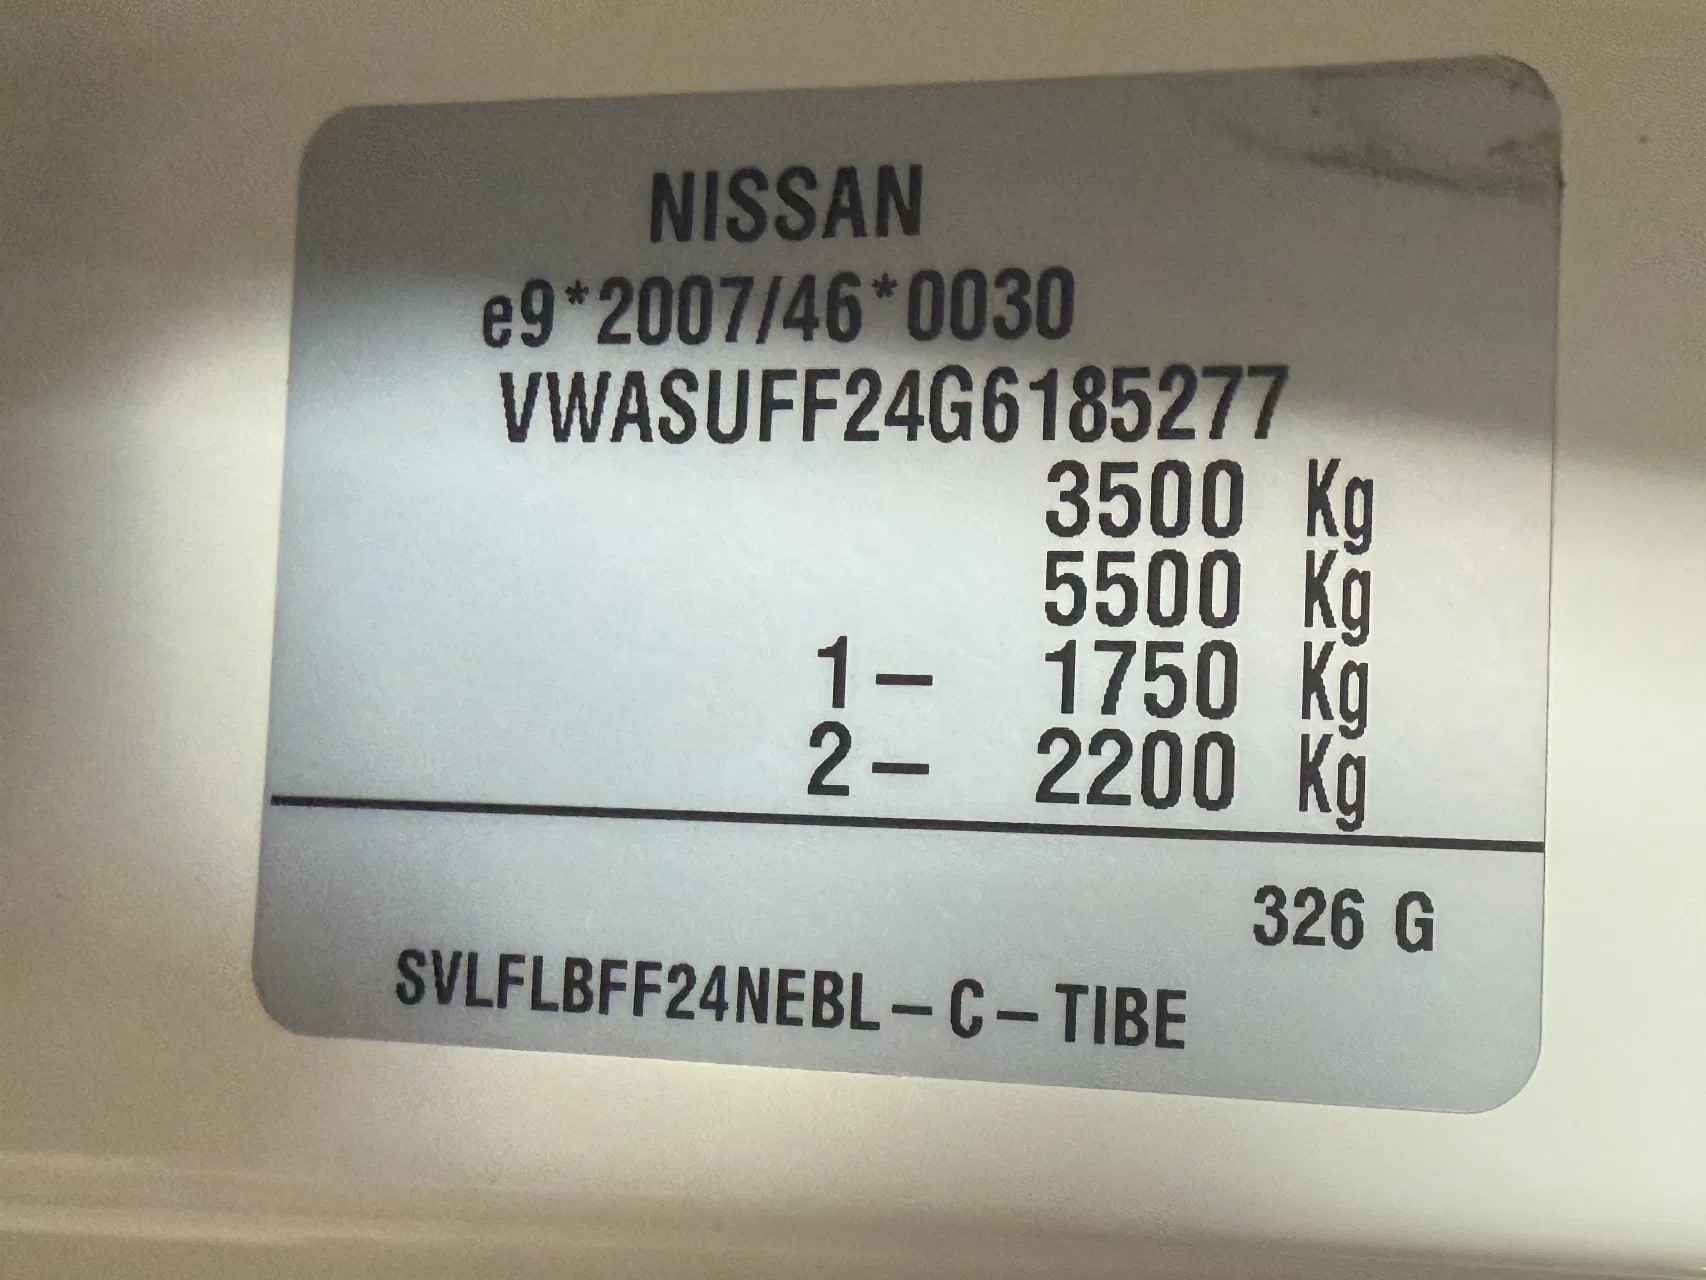 NISSAN
e9*2007/46*0030
VWASUFF24G6185277
3500 Kg
5500 Kg
1– 1750 Kg
2– 2200 Kg
326 G
SVLFLBFF24NEBL–C–TIBE